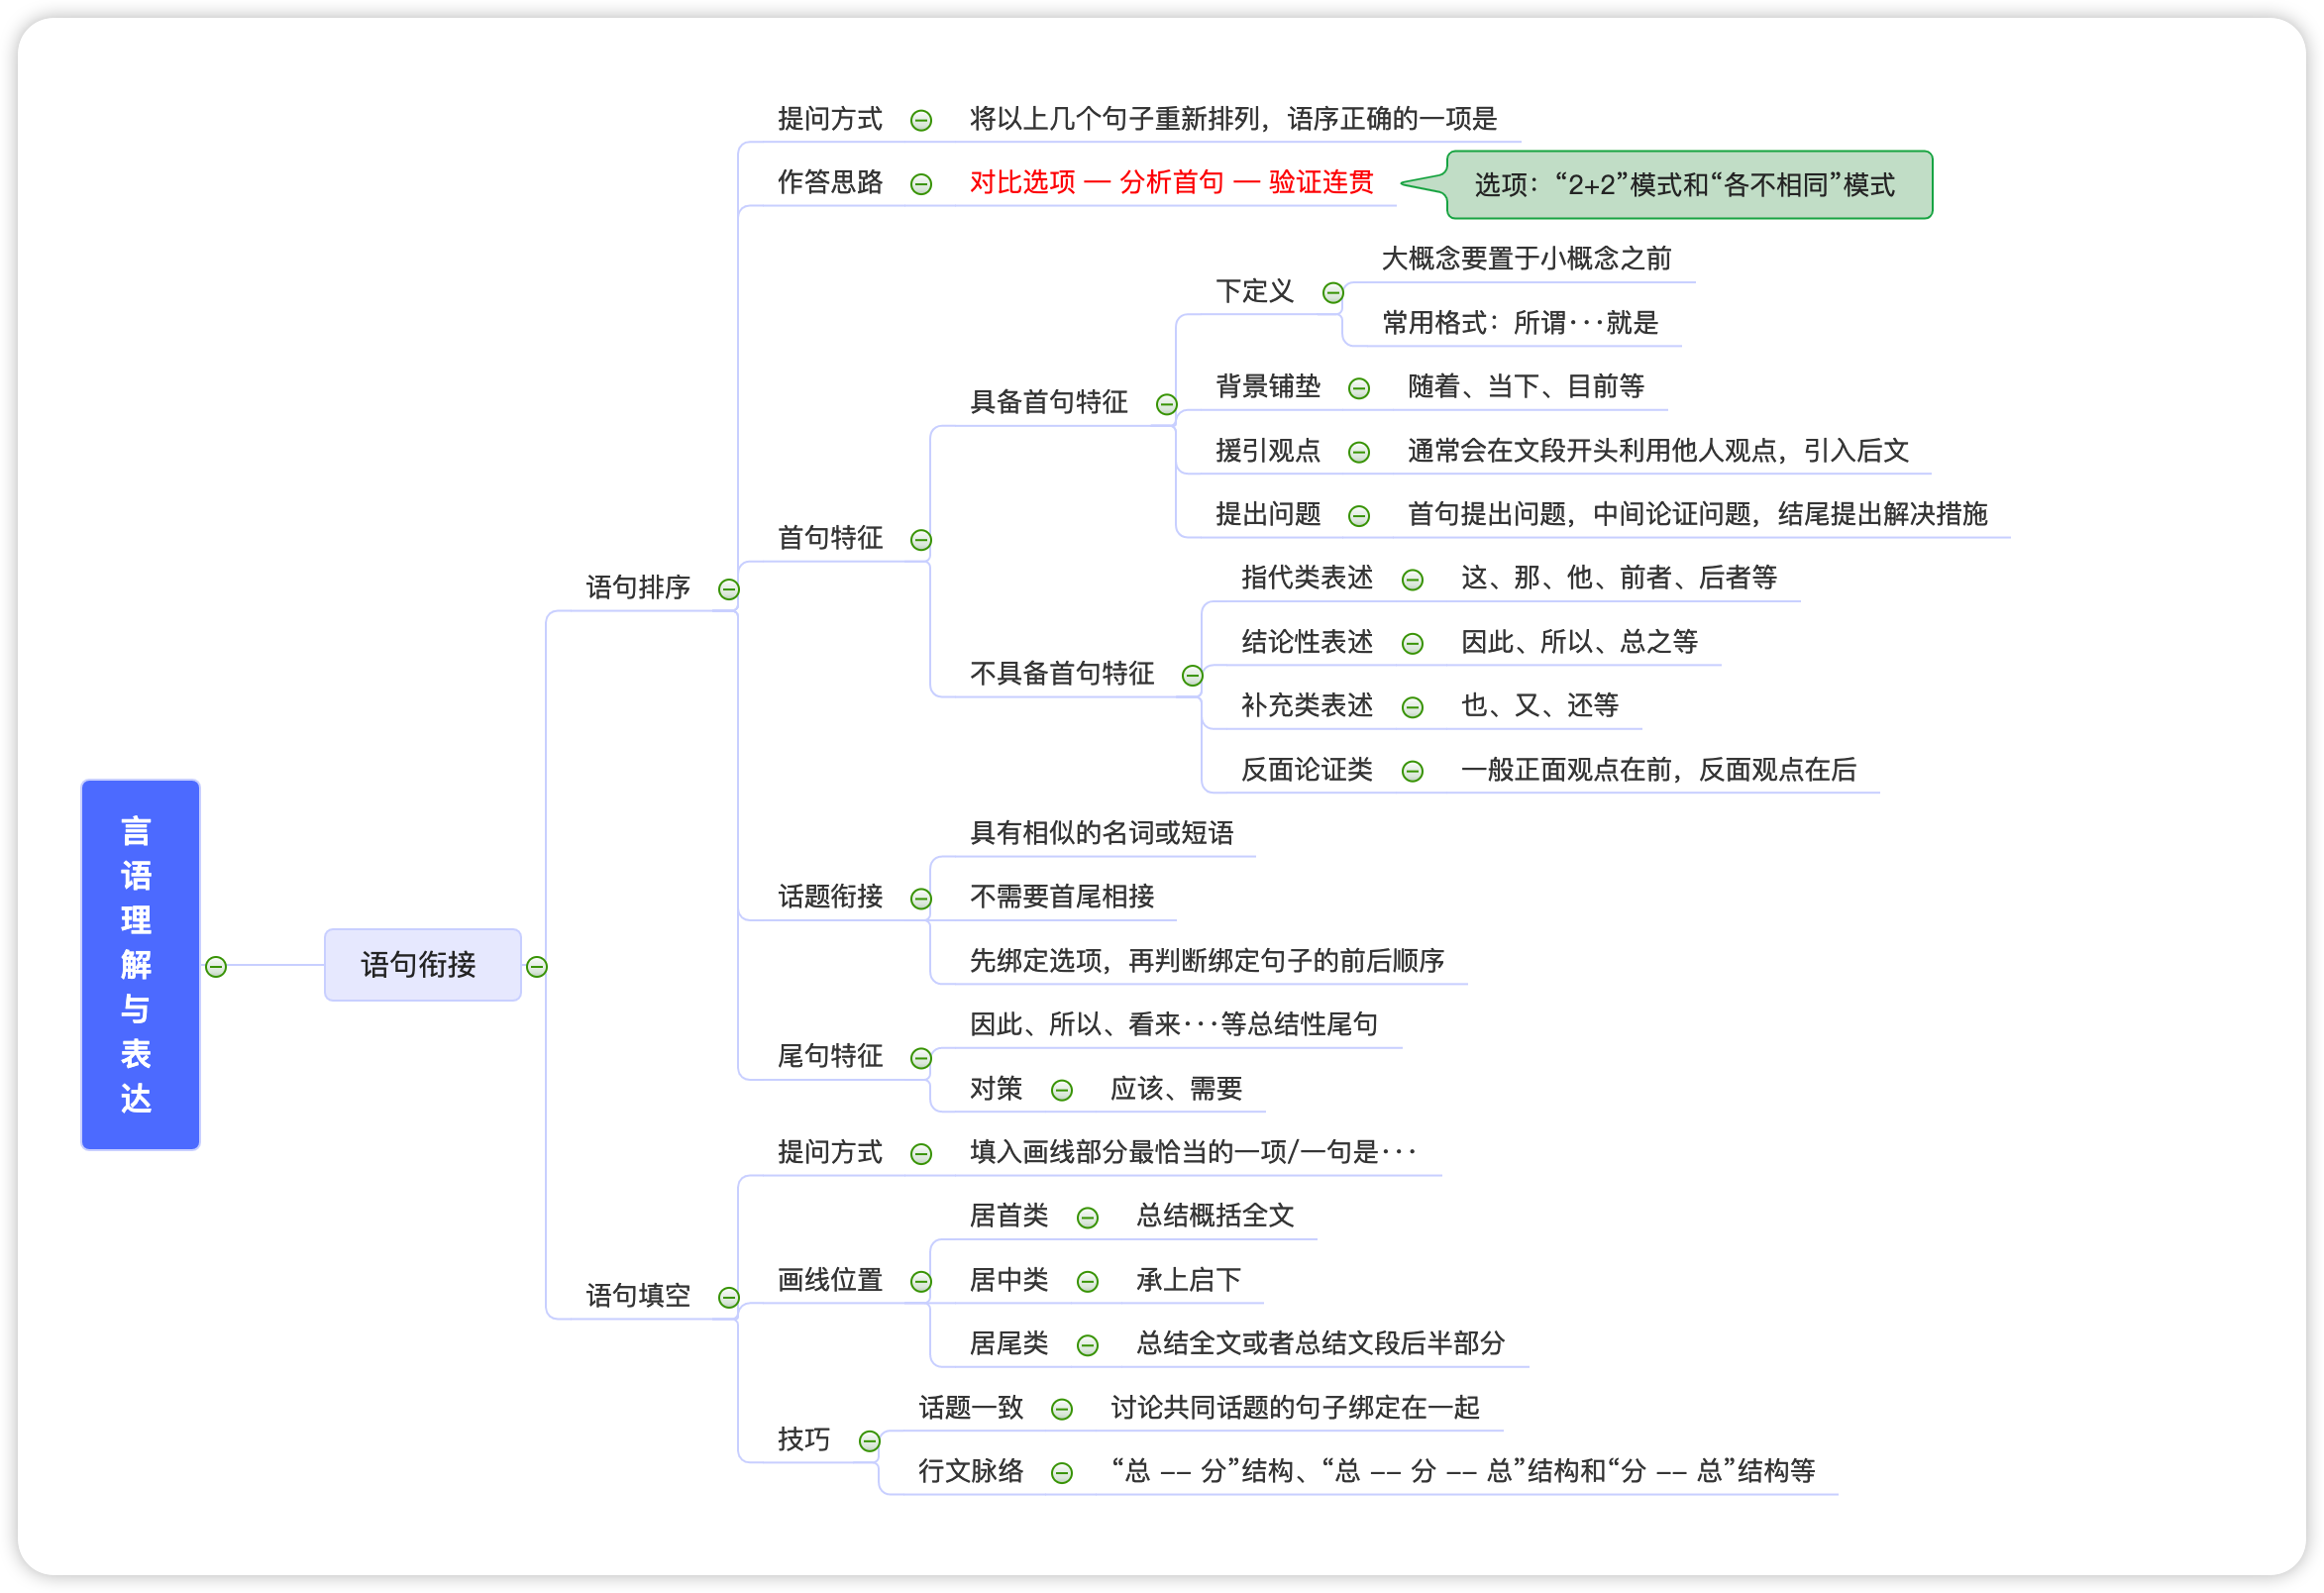 言语理解与表达
语句衔接
语句排序
提问方式
将以上几个句子重新排列，语序正确的一项是
作答思路
对比选项 — 分析首句 — 验证连贯
选项：“2+2”模式和“各不相同”模式
首句特征
具备首句特征
下定义
大概念要置于小概念之前
常用格式：所谓···就是
背景铺垫
随着、当下、目前等
援引观点
通常会在文段开头利用他人观点，引入后文
提出问题
首句提出问题，中间论证问题，结尾提出解决措施
不具备首句特征
指代类表述
这、那、他、前者、后者等
结论性表述
因此、所以、总之等
补充类表述
也、又、还等
反面论证类
一般正面观点在前，反面观点在后
话题衔接
具有相似的名词或短语
不需要首尾相接
先绑定选项，再判断绑定句子的前后顺序
尾句特征
因此、所以、看来···等总结性尾句
对策
应该、需要
语句填空
提问方式
填入画线部分最恰当的一项/一句是···
画线位置
居首类
总结概括全文
居中类
承上启下
居尾类
总结全文或者总结文段后半部分
技巧
话题一致
讨论共同话题的句子绑定在一起
行文脉络
“总 -- 分”结构、“总 -- 分 -- 总”结构和“分 -- 总”结构等